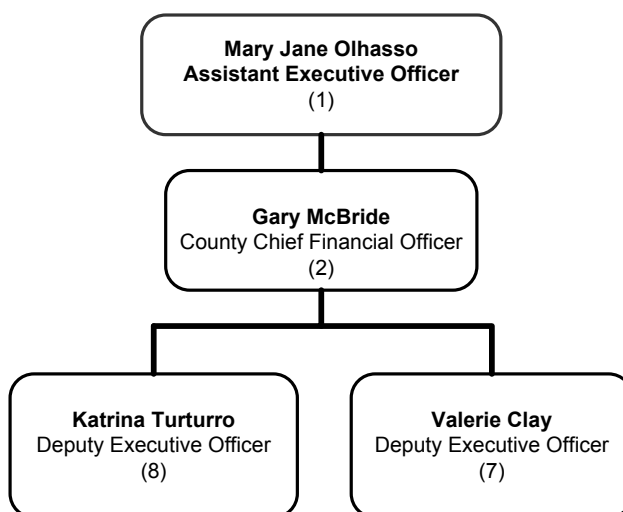 Mary Jane Olhasso
Assistant Executive Officer
(1)
Gary McBride
County Chief Financial Officer
(2)
Katrina Turturro
Deputy Executive Officer
(8)
Valerie Clay
Deputy Executive Officer
(7)